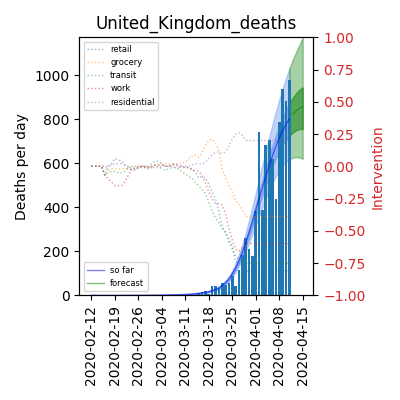 United_Kingdom_deaths
retail
grocery
transit
work
residential
Deaths per day
0
200
400
600
800
1000
1.00
0.75
0.50
0.25
0.00
−0.25
−0.50
−0.75
−1.00
Intervention
so far
forecast
2020-02-12
2020-02-19
2020-02-26
2020-03-04
2020-03-11
2020-03-18
2020-03-25
2020-04-01
2020-04-08
2020-04-15